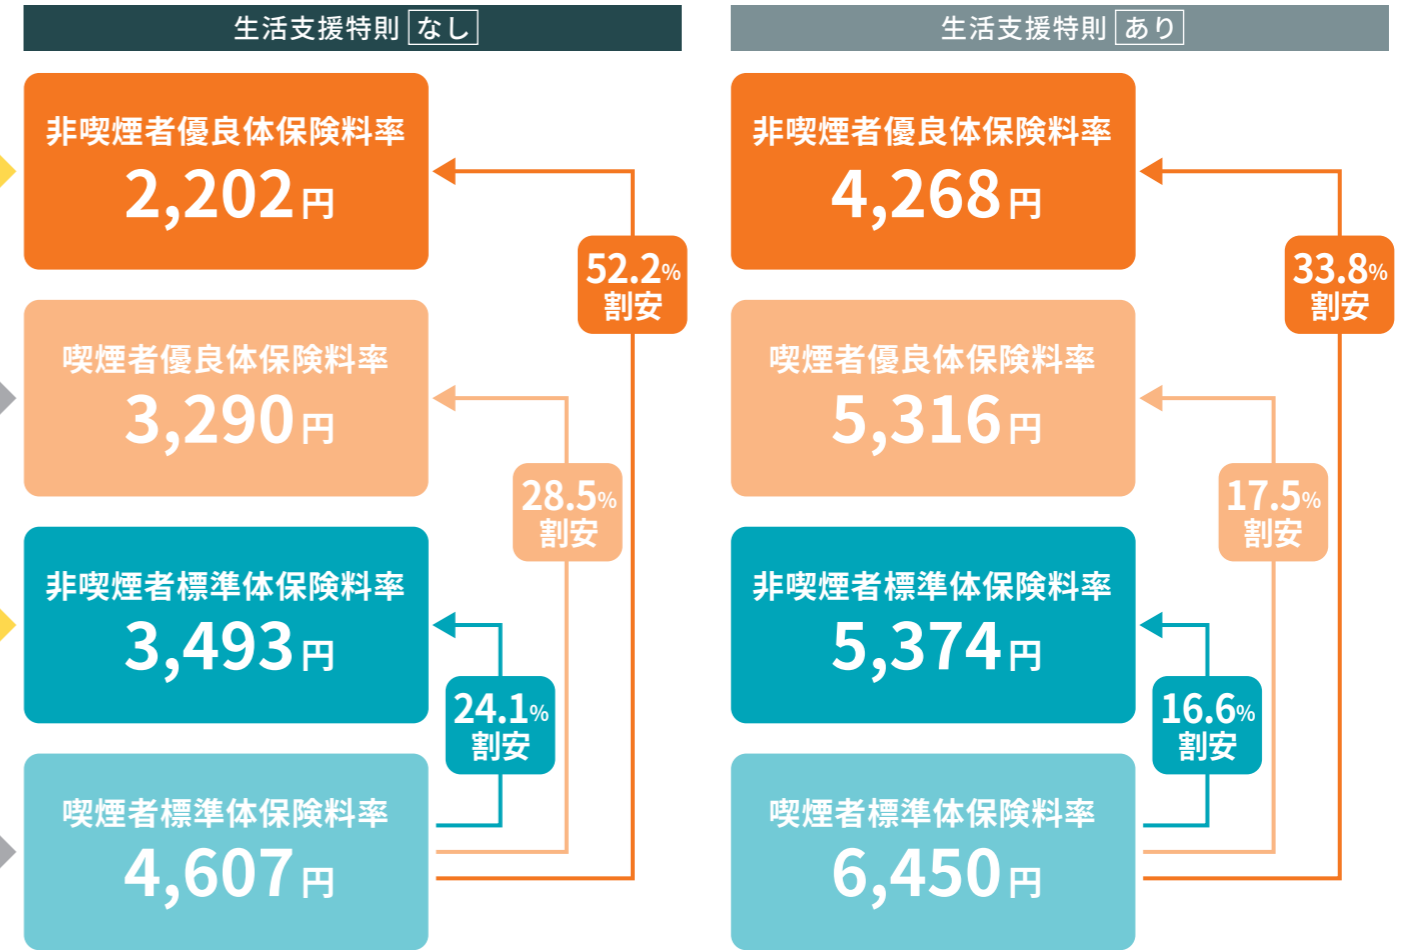 生活支援特則 なし
非喫煙者優良体保険料率
2,202円
52.2%
割安
喫煙者優良体保険料率
3,290円
28.5%
割安
非喫煙者標準体保険料率
3,493円
24.1%
割安
喫煙者標準体保険料率
4,607円
生活支援特則 あり
非喫煙者優良体保険料率
4,268円
33.8%
割安
喫煙者優良体保険料率
5,316円
17.5%
割安
非喫煙者標準体保険料率
5,374円
16.6%
割安
喫煙者標準体保険料率
6,450円